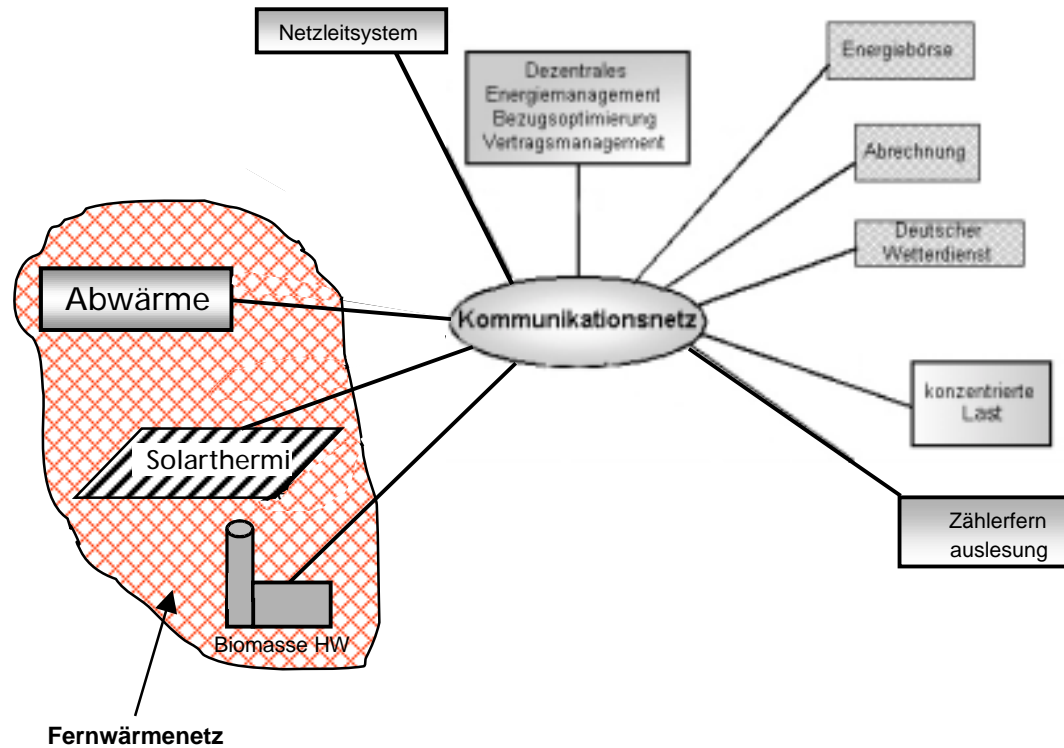 Netzleitsystem
Dezentrales
Energiemanagement
Bezugsoptimierung
Vertragsmanagement
Energiebörse
Abrechnung
Deutscher
Wetterdienst
Abwärme
Kommunikationsnetz
konzentrierte
Last
Solarthermi
Zählerfern
auslesung
Biomasse HW
Fernwärmenetz